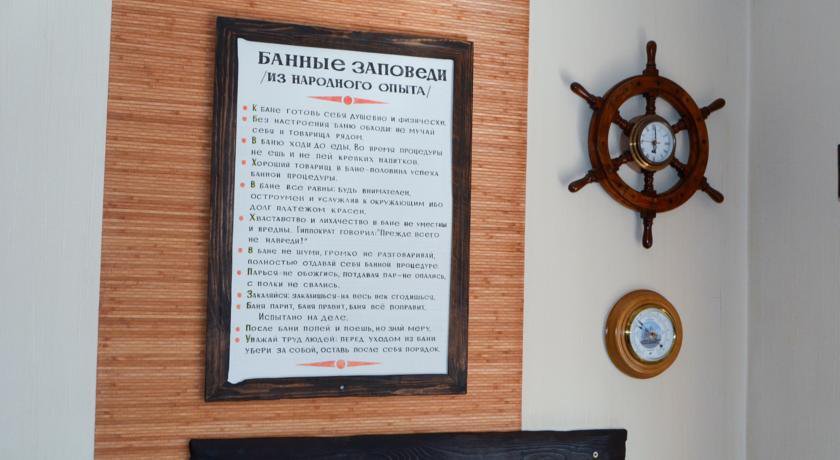 БАННЫЕ ЗАПОВЕДИ
/ИЗ НАРОДНОГО ОПЫТА/
К БАНЕ ГОТОВЬ СЕБЯ ДУШЕВНО И ФИЗИЧЕСКИ.
БЕЗ НАСТРОЕНИЯ БАНЮ ОБХОДИ: НЕ МУЧАЙ
СЕБЯ И ТОВАРИЩА РЯДОМ.
В БАНЮ ХОДИ ДО ЕДЫ. ВО ВРЕМЯ ПРОЦЕДУРЫ
НЕ ЕШЬ И НЕ ПЕЙ КРЕПКИХ НАПИТКОВ.
ХОРОШИЙ ТОВАРИЩ В БАНЕ-ПОЛОВИНА УСПЕХА
БАННОЙ ПРОЦЕДУРЫ.
В БАНЕ ВСЕ РАВНЫ: БУДЬ ВНИМАТЕЛЕН,
ОСТРОУМЕН И УСЛУЖЛИВ К ОКРУЖАЮЩИМ ИБО
ДОЛГ ПЛАТЕЖОМ КРАСЕН.
ХВАСТАВСТВО И ЛИХАЧЕСТВО В БАНЕ НЕ УМЕСТНЫ
И ВРЕДНЫ. ГИППОКРАТ ГОВОРИЛ:"ПРЕЖДЕ ВСЕГО
НЕ НАВРЕДИ!"
В БАНЕ НЕ ШУМИ, ГРОМКО НЕ РАЗГОВАРИВАЙ,
ПОЛНОСТЬЮ ОТДАВАЙ СЕБЯ БАННОЙ ПРОЦЕДУРЕ.
ПАРЬСЯ-НЕ ОБОЖГИСЬ, ПОТДАВАЯ ПАР-НЕ ОПАЛИСЬ,
С ПОЛКИ НЕ СВАЛИСЬ.
ЗАКАЛЯЙСЯ: ЗАКАЛИШЬСЯ-НА ВЕСЬ ВЕК СГОДИШЬСЯ.
БАНЯ ПАРИТ, БАНЯ ПРАВИТ, БАНЯ ВСЁ ПОПРАВИТ.
ИСПЫТАНО НА ДЕЛЕ.
ПОСЛЕ БАНИ ПОПЕЙ И ПОЕШЬ, НО ЗНАЙ МЕРУ.
УВАЖАЙ ТРУД ЛЮДЕЙ: ПЕРЕД УХОДОМ ИЗ БАНИ
УБЕРИ ЗА СОБОЙ, ОСТАВЬ ПОСЛЕ СЕБЯ ПОРЯДОК.